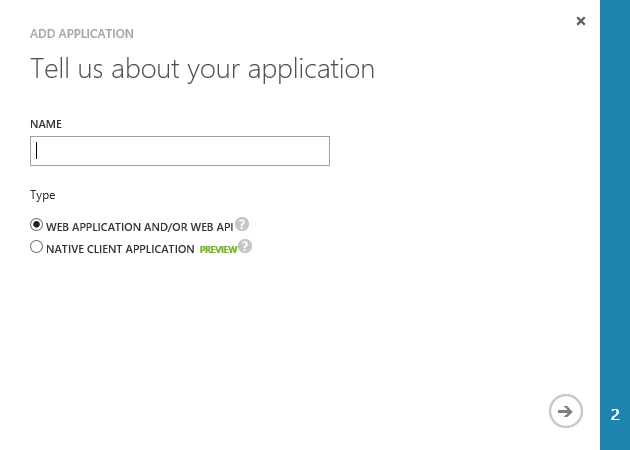 ADD APPLICATION
Tell us about your application
NAME
Type
WEB APPLICATION AND/OR WEB API ?
NATIVE CLIENT APPLICATION PREVIEW ?
2